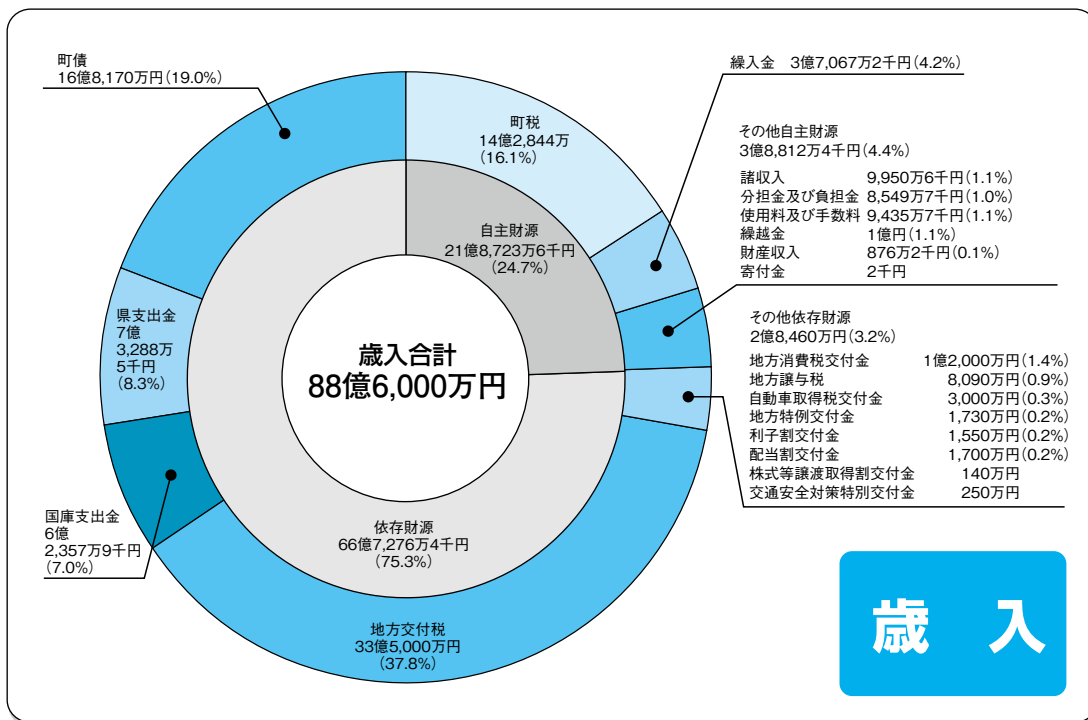 町債
16億8,170万円(19.0%)
町税
14億2,844万
(16.1%)
繰入金 3億7,067万2千円(4.2%)
その他自主財源
3億8,812万4千円(4.4%)
諸収入 9,950万6千円(1.1%)
分担金及び負担金 8,549万7千円(1.0%)
使用料及び手数料 9,435万7千円(1.1%)
繰越金 1億円(1.1%)
財産収入 876万2千円(0.1%)
寄付金 2千円
自主財源
21億8,723万6千円
(24.7%)
その他依存財源
2億8,460万円(3.2%)
地方消費税交付金 1億2,000万円(1.4%)
地方譲与税 8,090万円(0.9%)
自動車取得税交付金 3,000万円(0.3%)
地方特例交付金 1,730万円(0.2%)
利子割交付金 1,550万円(0.2%)
配当割交付金 1,700万円(0.2%)
株式等譲渡取得割交付金 140万円
交通安全対策特別交付金 250万円
県支出金
7億
3,288万
5千円
(8.3%)
歳入合計
88億6,000万円
国庫支出金
6億
2,357万9千円
(7.0%)
依存財源
66億7,276万4千円
(75.3%)
地方交付税
33億5,000万円
(37.8%)
歳 入